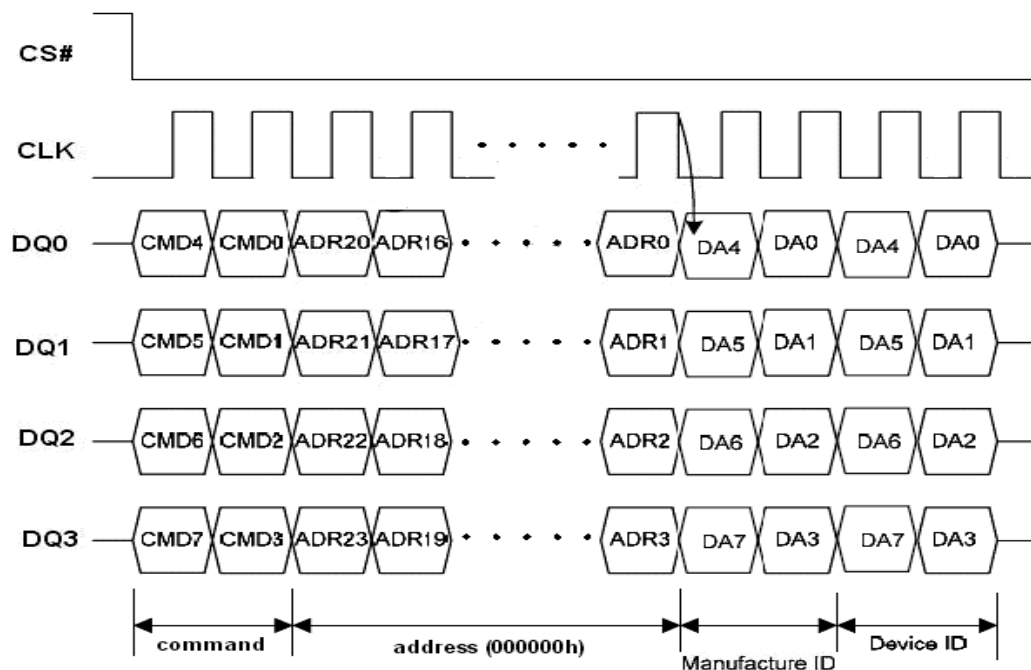 CS#
CLK
DQ0 CMD4 CMD0 ADR20 ADR16 ADR0 DA4 DA0 DA4 DA0
DQ1 CMD5 CMD1 ADR21 ADR17 ADR1 DA5 DA1 DA5 DA1
DQ2 CMD6 CMD2 ADR22 ADR18 ADR2 DA6 DA2 DA6 DA2
DQ3 CMD7 CMD3 ADR23 ADR19 ADR3 DA7 DA3 DA7 DA3
command address (000000h) Manufacture ID Device ID